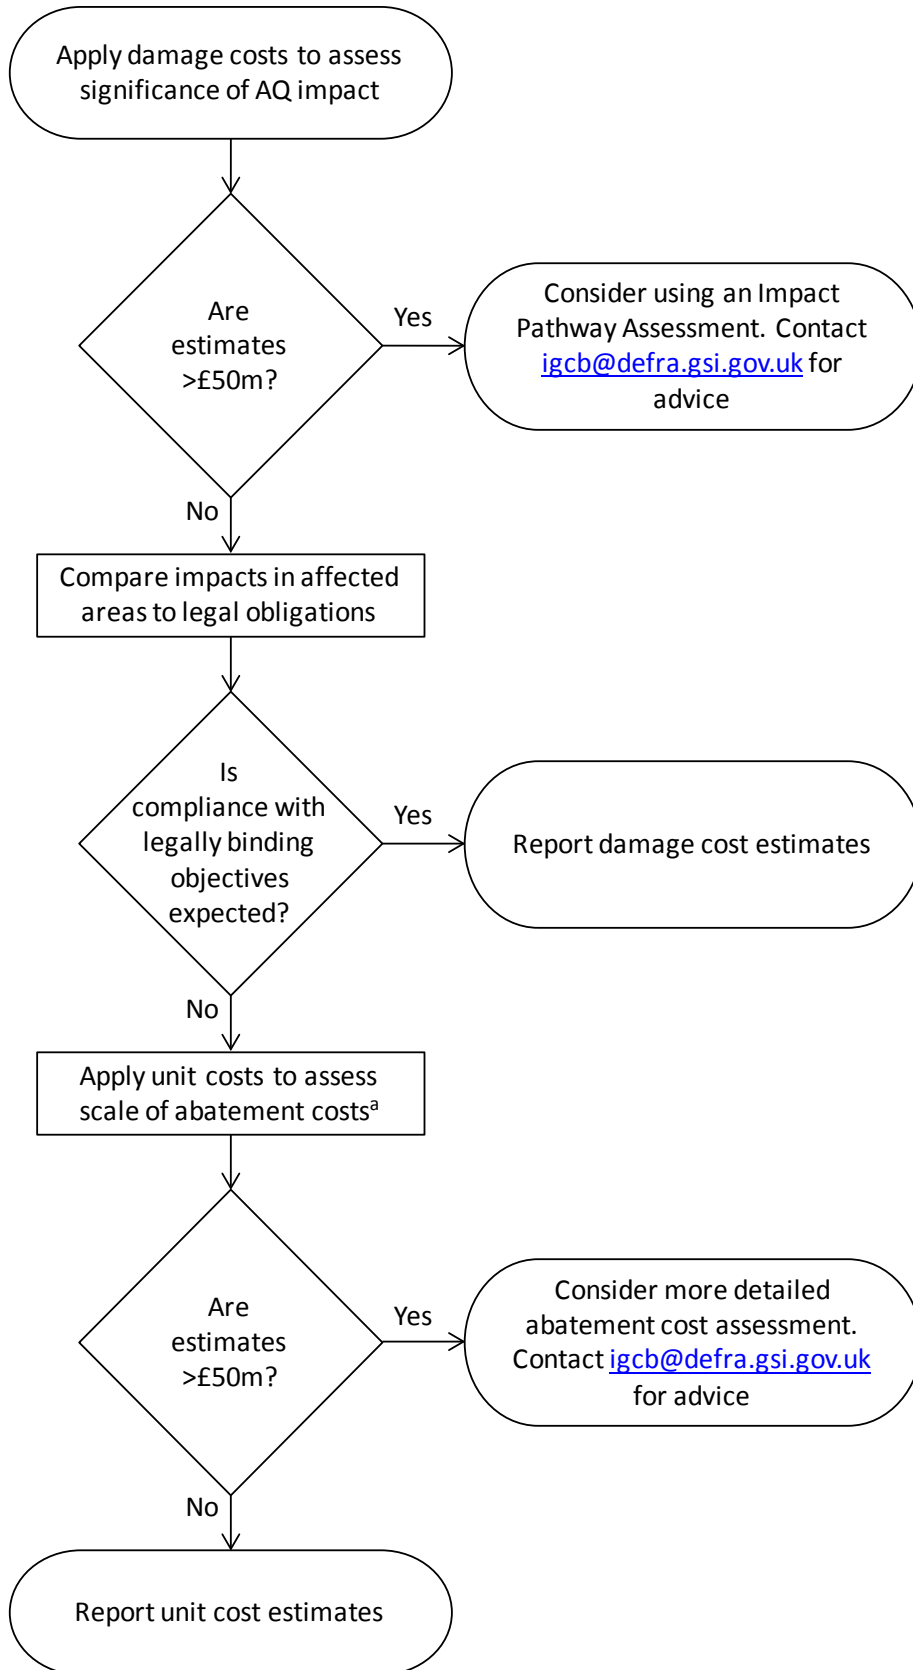 Apply damage costs to assess
significance of AQ impact
Are
estimates
>£50m?
Yes
Consider using an Impact
Pathway Assessment. Contact
igcb@defra.gsi.gov.uk for
advice
No
Compare impacts in affected
areas to legal obligations
Is
compliance with
legally binding
objectives
expected?
Yes
Report damage cost estimates
No
Apply unit costs to assess
scale of abatement costsᵃ
Are
estimates
>£50m?
Yes
Consider more detailed
abatement cost assessment.
Contact igcb@defra.gsi.gov.uk
for advice
No
Report unit cost estimates